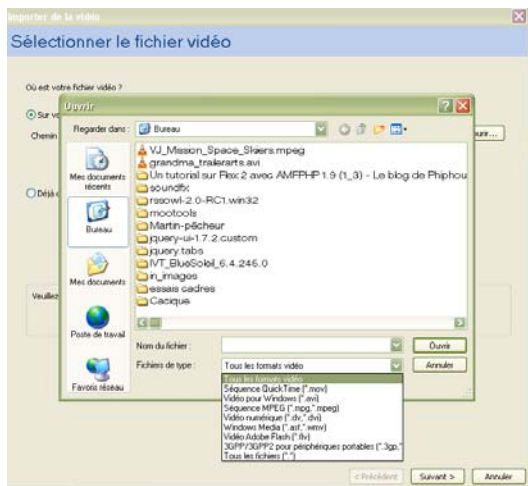 Importer de la vidéo
Sélectionner le fichier vidéo
Où est votre fichier vidéo ?
Sur vo
Ouvrir
Chemin
Regarder dans :
Bureau
Mes documents récents
Bureau
Mes documents
Poste de travail
Favoris réseau
VJ_Mission_Space_Skiers.mpeg
grandma_trailerarts.avi
Un tutorial sur Flex 2 avec AMFPHP 1.9 (1_3) - Le blog de Phiphou
soundfx
rssowl-2.0-RC1.win32
mootools
Martin-pêcheur
jquery-ui-1.7.2.custom
jquery.tabs
IVT_BlueSoleil_6.4.246.0
in_images
essais cadres
Cacique
Déjà d
Veuillez
Nom du fichier :
Ouvrir
Fichiers de type :
Tous les formats vidéo
Annuler
Tous les formats vidéo
Séquence QuickTime (*.mov)
Vidéo pour Windows (*.avi)
Séquence MPEG (*.mpg,*.mpeg)
Vidéo numérique (*.dv,*.dvi)
Windows Media (*.asf,*.wmv)
Vidéo Adobe Flash (*.flv)
3GPP/3GPP2 pour périphériques portables (*.3gp,*
Tous les fichiers (*.*)
< Précédent
Suivant >
Annuler